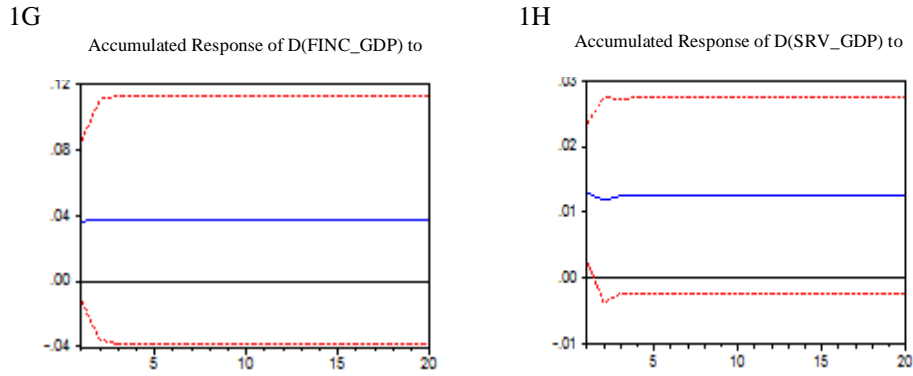 1G
Accumulated Response of D(FINC_GDP) to
.12
.08
.04
.00
-.04
5 10 15 20
1H
Accumulated Response of D(SRV_GDP) to
.03
.02
.01
.00
-.01
5 10 15 20